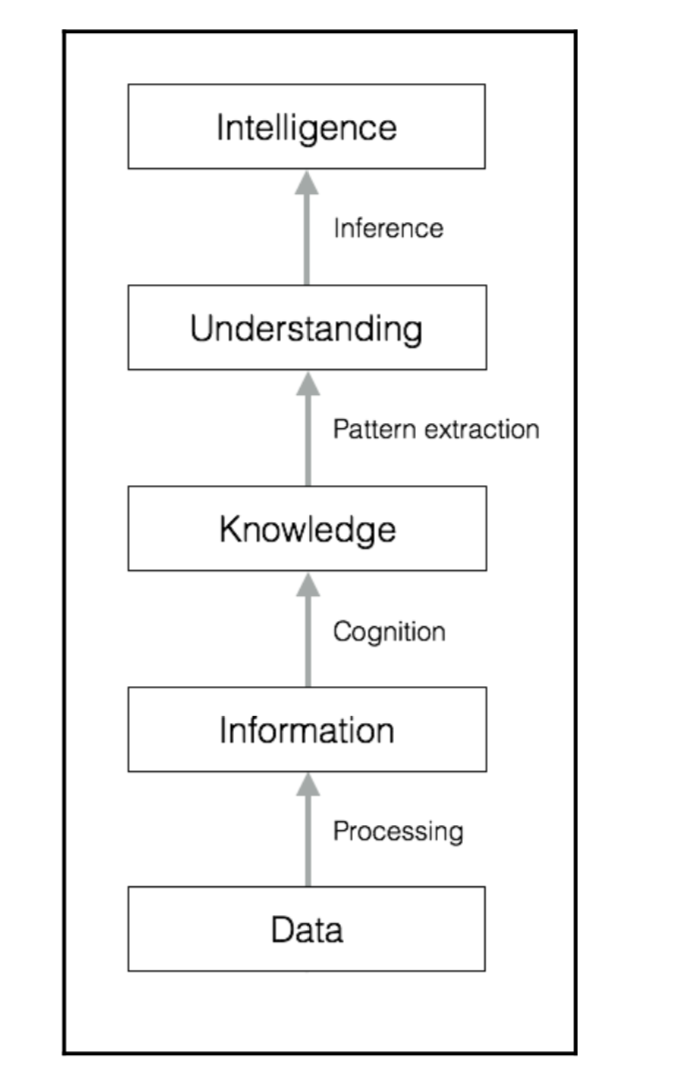 Intelligence
Inference
Understanding
Pattern extraction
Knowledge
Cognition
Information
Processing
Data